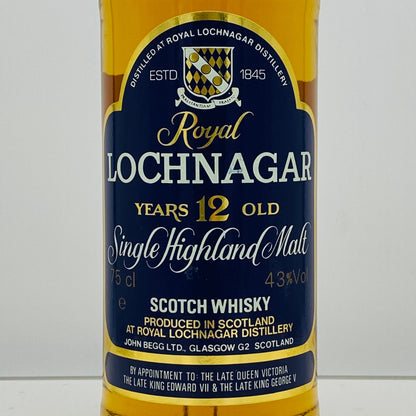 DISTILLED AT ROYAL LOCHNAGAR DISTILLERY
ESTD 1845
Royal
LOCHNAGAR
YEARS 12 OLD
Single Highland Malt
75 cl 43%Vol
e
SCOTCH WHISKY
PRODUCED IN SCOTLAND
AT ROYAL LOCHNAGAR DISTILLERY
JOHN BEGG LTD., GLASGOW G2 SCOTLAND
BY APPOINTMENT TO: THE LATE QUEEN VICTORIA
THE LATE KING EDWARD VII & THE LATE KING GEORGE V